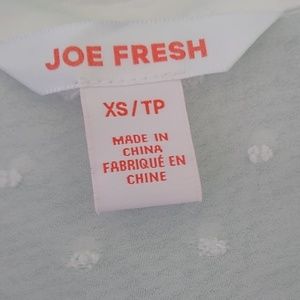 JOE FRESH
XS/TP
MADE IN
CHINA
FABRIQUÉ EN
CHINE